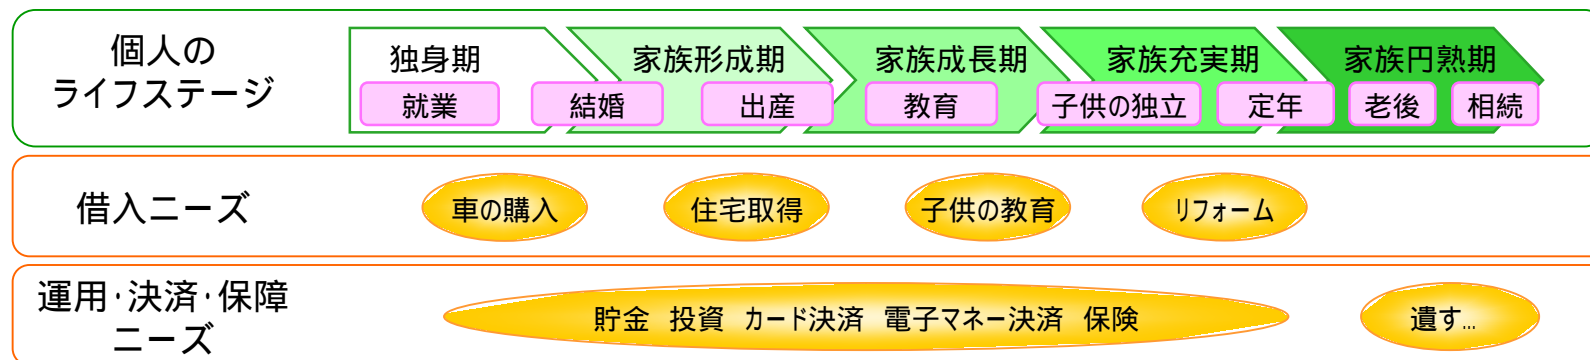 個人の
ライフステージ
独身期 家族形成期 家族成長期 家族充実期 家族円熟期
就業 結婚 出産 教育 子供の独立 定年 老後 相続
借入ニーズ
車の購入 住宅取得 子供の教育 リフォーム
運用・決済・保障
ニーズ
貯金 投資 カード決済 電子マネー決済 保険 遺す...